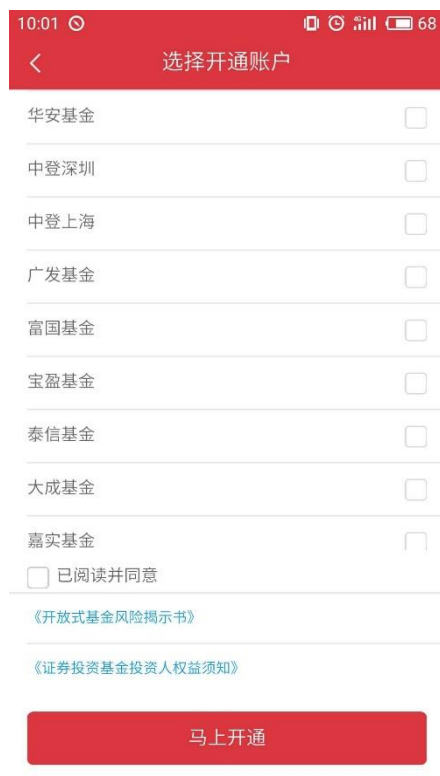 10:01 4G 68
选择开通账户
华安基金
中登深圳
中登上海
广发基金
富国基金
宝盈基金
泰信基金
大成基金
嘉实基金
已阅读并同意
《开放式基金风险揭示书》
《证券投资基金投资人权益须知》
马上开通